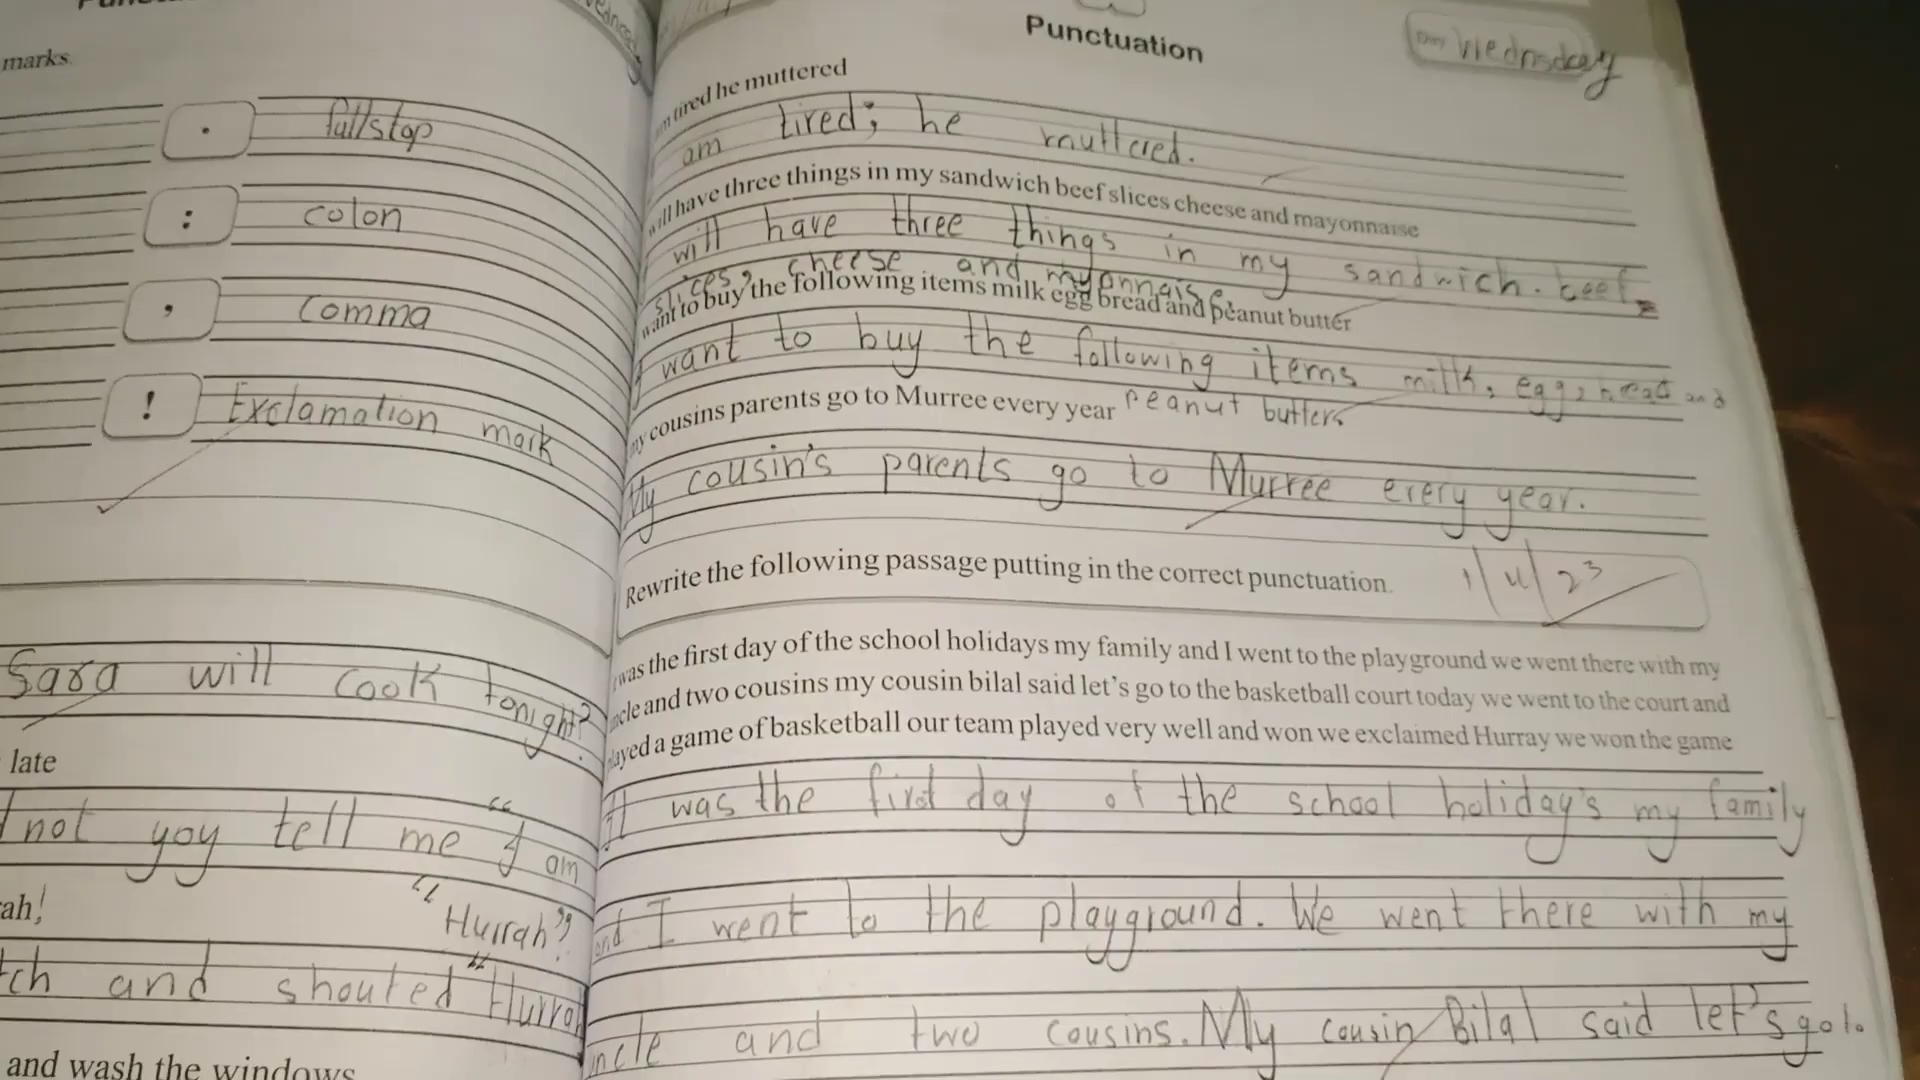 marks.
.
fullstop
:
colon
,
comma
!
Exclamation mark
Sara will cook tonight?
late
not yoy tell me “I am
ah!
“Hurrah”
and shouted “Hurrah
and wash the windows
Punctuation
Day Wednsday
tired he muttered
am tired; he muttered.
will have three things in my sandwich beef slices cheese and mayonnaise
will have three things in my sandwich. beef,
slices, cheese and myonnaise.
want to buy the following items milk egg bread and peanut butter
I want to buy the following items milk, egg, bread and
peanut butter.
my cousins parents go to Murree every year
My cousin's parents go to Murree every year.
Rewrite the following passage putting in the correct punctuation.
was the first day of the school holidays my family and I went to the playground we went there with my
and two cousins my cousin bilal said let's go to the basketball court today we went to the court and
a game of basketball our team played very well and won we exclaimed Hurray we won the game
It was the first day of the school holiday's my family
and I went to the playground. We went there with my
and two cousins. My cousin Bilal said let's go